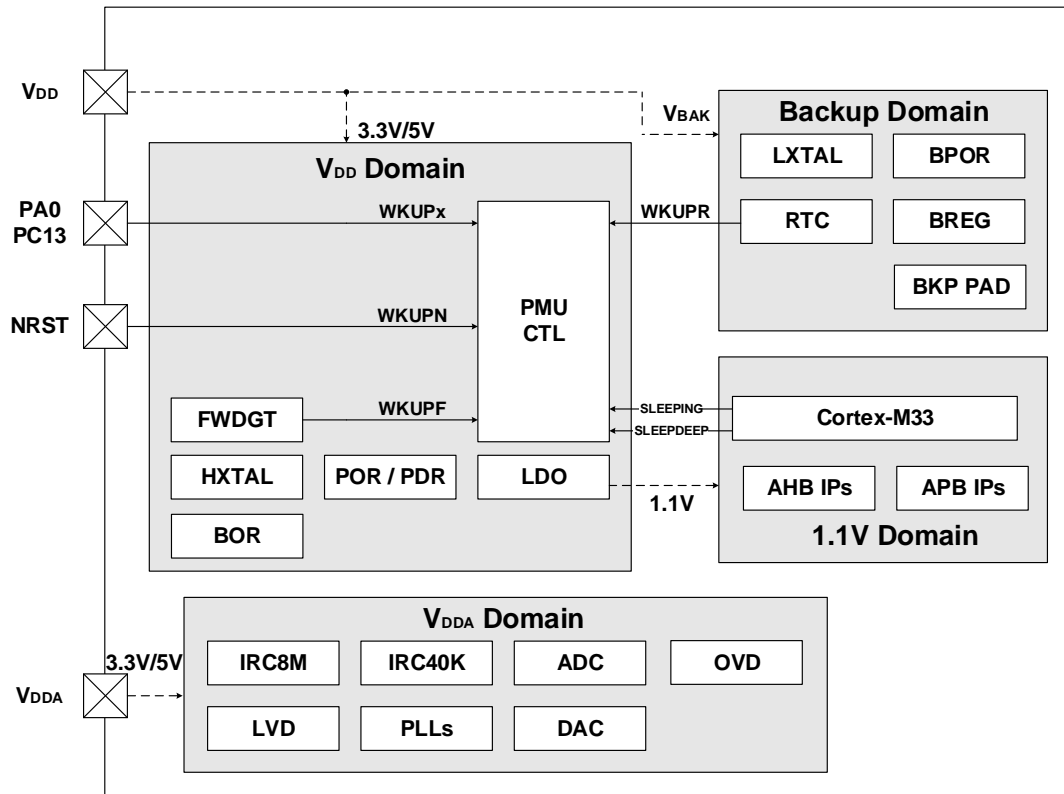 VDD
3.3V/5V
VBAK
Backup Domain
LXTAL
BPOR
RTC
BREG
BKP PAD
VDD Domain
PA0
PC13
WKUPx
WKUPR
NRST
WKUPN
PMU
CTL
FWDGT
WKUPF
SLEEPING
SLEEPDEEP
Cortex-M33
HXTAL
POR / PDR
LDO
1.1V
AHB IPs
APB IPs
BOR
1.1V Domain
VDDA Domain
3.3V/5V
VDDA
IRC8M
IRC40K
ADC
OVD
LVD
PLLs
DAC